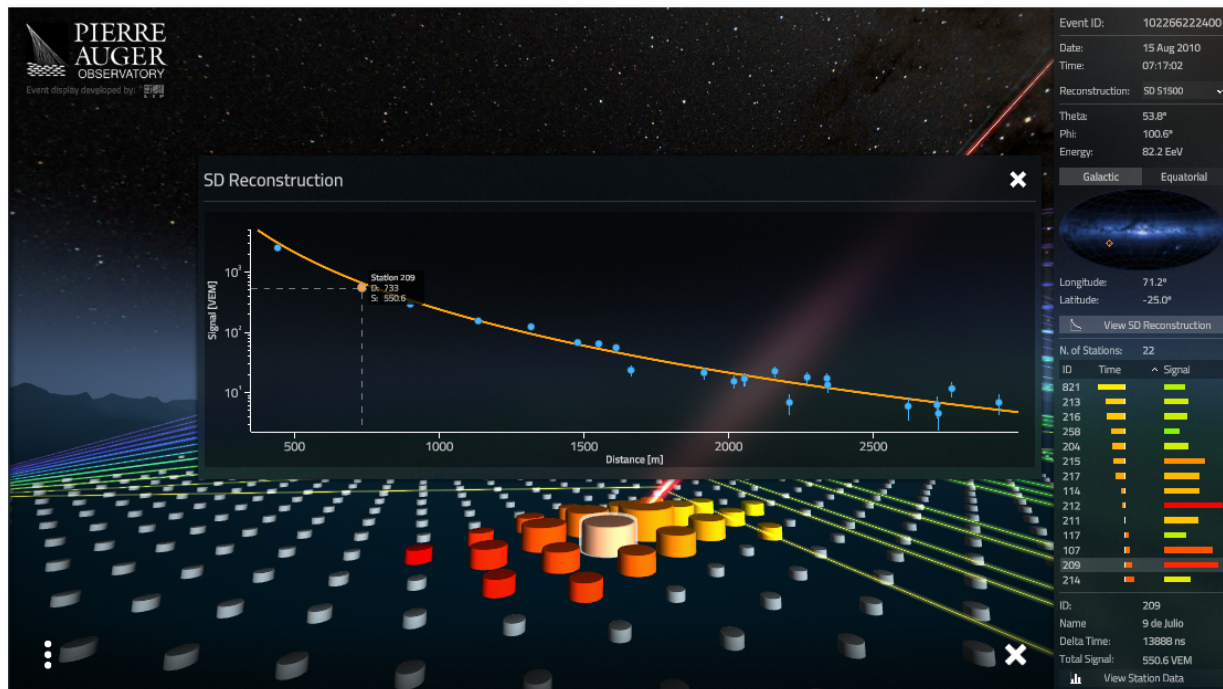 PIERRE
AUGER
OBSERVATORY
Event display developed by:
SD Reconstruction
Signal [VEM]
10³
10²
10¹
Station 209
D: 733
S: 550.6
500
1000
1500
2000
2500
Distance [m]
Event ID: 102266222400
Date: 15 Aug 2010
Time: 07:17:02
Reconstruction: SD S1500
Theta: 53.8°
Phi: 100.6°
Energy: 82.2 EeV
Galactic Equatorial
Longitude: 71.2°
Latitude: -25.0°
View SD Reconstruction
N. of Stations: 22
ID Time Signal
821
213
216
258
204
215
217
114
212
211
117
107
209
214
ID: 209
Name 9 de Julio
Delta Time: 13888 ns
Total Signal: 550.6 VEM
View Station Data